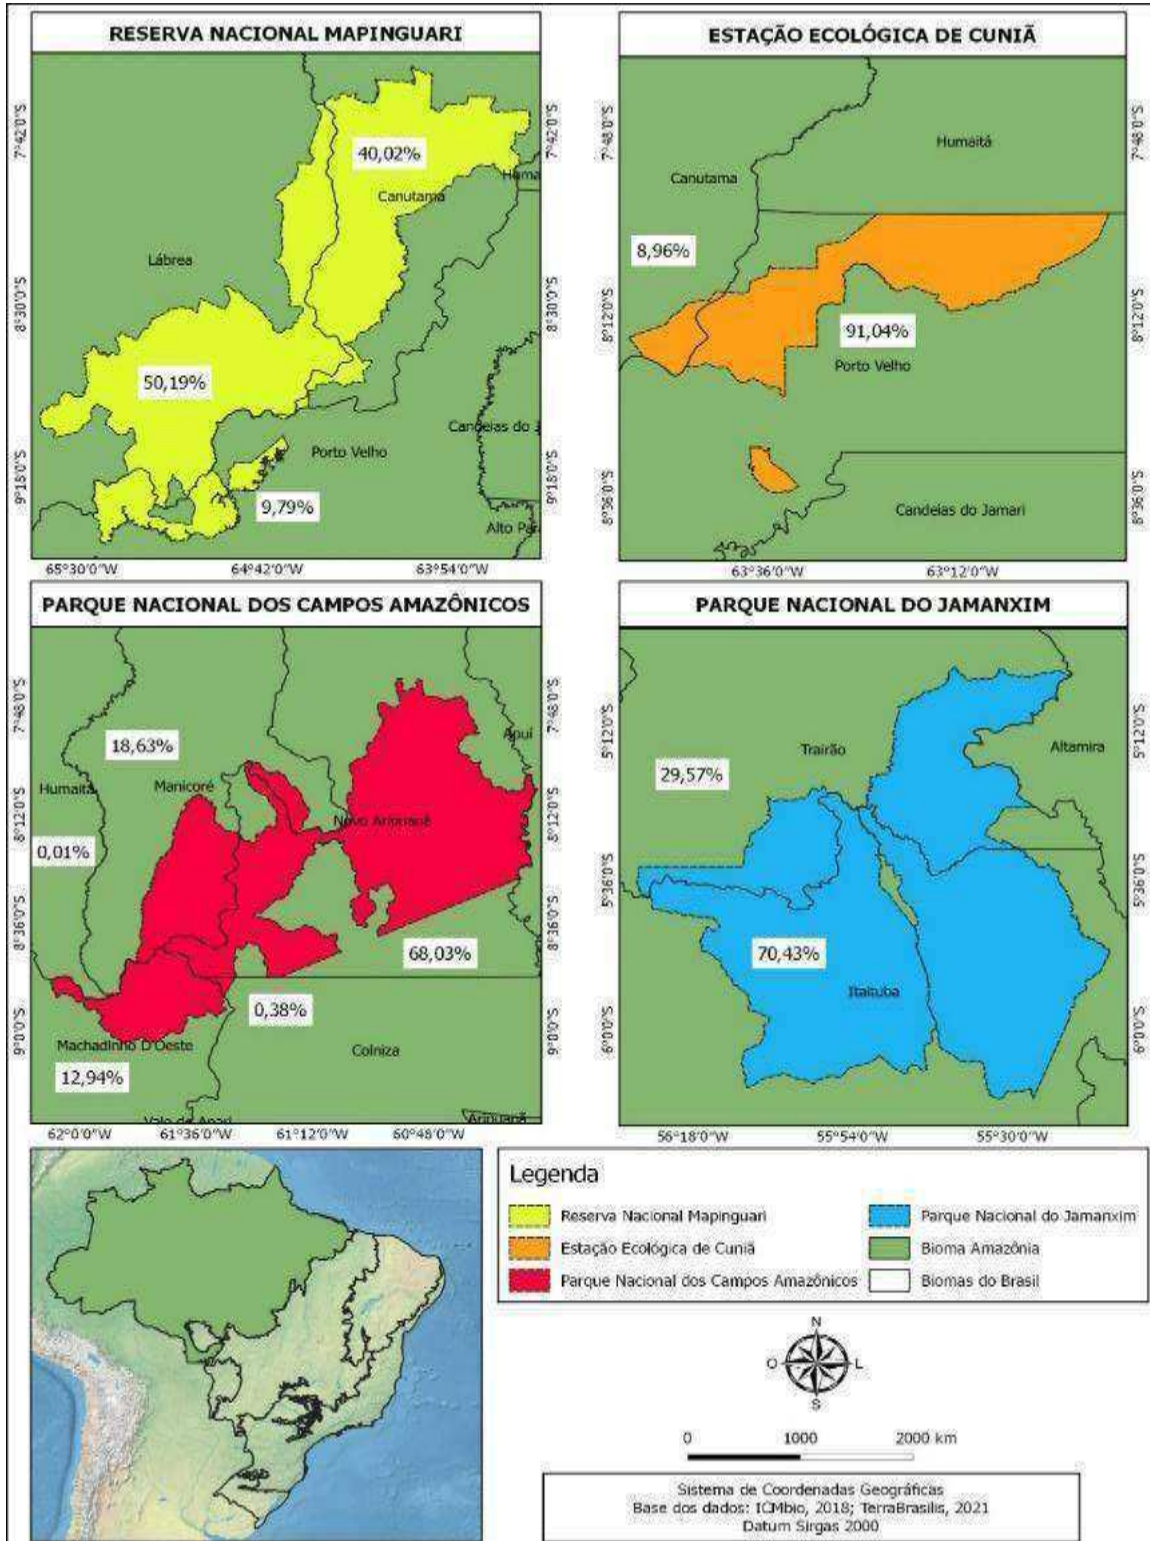 RESERVA NACIONAL MAPINGUARI
7°42'0"S
8°30'0"S
9°18'0"S
40,02%
Canutama
Huma
Lábrea
50,19%
Candeias do J
Porto Velho
9,79%
Alto Par
7°42'0"S
8°30'0"S
9°18'0"S
65°30'0"W
64°42'0"W
63°54'0"W
ESTAÇÃO ECOLÓGICA DE CUNIÃ
7°48'0"S
8°12'0"S
8°36'0"S
Humaitá
Canutama
8,96%
91,04%
Porto Velho
Candeias do Jamari
7°48'0"S
8°12'0"S
8°36'0"S
63°36'0"W
63°12'0"W
PARQUE NACIONAL DOS CAMPOS AMAZÔNICOS
7°48'0"S
8°12'0"S
8°36'0"S
9°0'0"S
18,63%
Apuí
Humaitá
Manicoré
Novo Aripuanã
0,01%
68,03%
0,38%
Machadinho D'Oeste
Colniza
12,94%
Vale do Anari
Aripuanã
7°48'0"S
8°12'0"S
8°36'0"S
9°0'0"S
62°0'0"W
61°36'0"W
61°12'0"W
60°48'0"W
PARQUE NACIONAL DO JAMANXIM
5°12'0"S
5°36'0"S
6°0'0"S
Trairão
Altamira
29,57%
70,43%
Itaituba
5°12'0"S
5°36'0"S
6°0'0"S
56°18'0"W
55°54'0"W
55°30'0"W
Legenda
Reserva Nacional Mapinguari
Estação Ecológica de Cuniã
Parque Nacional dos Campos Amazônicos
Parque Nacional do Jamanxim
Bioma Amazônia
Biomas do Brasil
N
O
L
S
0
1000
2000 km
Sistema de Coordenadas Geográficas
Base dos dados: ICMbio, 2018; TerraBrasilis, 2021
Datum Sirgas 2000